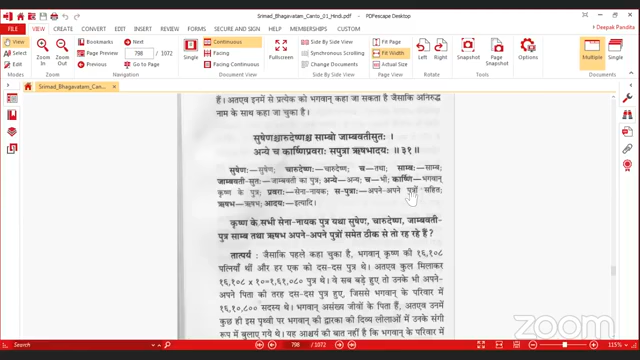 Srimad_Bhagavatam_Canto_01_Hindi.pdf - PDFescape Desktop
FILE VIEW CREATE EDIT INSERT REVIEW FORMS SECURE AND SIGN HELP MEMBERSHIPS CUSTOM
Deepak Pandita
View
Select
Edit
Modes
Zoom In
Zoom Out
Zoom
Bookmarks
Page Preview
Previous
Next
798 / 1072
Go to Page
Navigation
Single
Continuous
Facing
Facing Continuous
Document View
Fullscreen
Side By Side View
Synchronous Scrolling
Change Documents
Side By Side View
Fit Page
Fit Width
Actual Size
Page View
Rotate Left
Rotate Right
Snapshot
Page Snapshot
Options
Tools
Multiple
Single
Documents
Srimad_Bhagavatam_Canto_01_Hindi
हैं। अतएव इनमें से प्रत्येक को भगवान् कहा जा सकता है जैसाकि अनिरुद्ध
नाम के साथ कहा जा चुका है।
सुषेणश्चारुदेष्णश्च साम्बो जाम्बवतीसुतः ।
अन्ये च कार्ष्णिप्रवराः सपुत्रा ऋषभादयः ॥ ३१ ॥
सुषेणः—सुषेण; चारुदेष्णः—चारुदेष्ण; च—तथा; साम्बः—साम्ब;
जाम्बवती-सुतः—जाम्बवती का पुत्र; अन्ये—अन्य; च—भी; कार्ष्णि—भगवान्
कृष्ण के पुत्र; प्रवराः—सेना-नायक; स-पुत्राः—अपने-अपने पुत्रों सहित;
ऋषभ—ऋषभ; आदयः—इत्यादि।
कृष्ण के सभी सेना-नायक पुत्र यथा सुषेण, चारुदेष्ण, जाम्बवती-
पुत्र साम्ब तथा ऋषभ अपने-अपने पुत्रों समेत ठीक से तो रह रहे हैं?
तात्पर्य : जैसाकि पहले कहा जा चुका है, भगवान् कृष्ण की १६,१०८
पत्नियाँ थीं और हर एक को दस-दस पुत्र थे। अतएव कुल मिलाकर
१६,१०८ x १०=१,६१,०८० पुत्र थे। वे सब बड़े हुए तो उनके भी अपने-
अपने पिता की तरह दस-दस पुत्र हुए, जिससे भगवान् के परिवार में
१६,१०,८०० सदस्य थे। भगवान् असंख्य जीवों के पिता हैं, अतएव उनमें
कुछ ही इस पृथ्वी पर भगवान् की द्वारका की दिव्य लीलाओं में उनके संगी
रूप में बुलाए गये थे। यह आश्चर्य की बात नहीं है कि भगवान् के परिवार में
zoom
Search
798 / 1072
115%